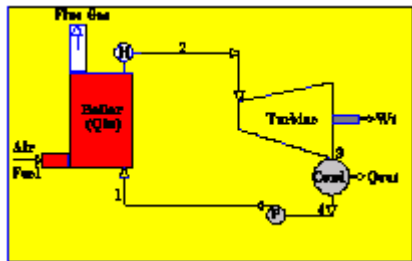 Flue Gas
H
2
Boiler
(Qin)
Turbine
Wt
Air
Fuel
3
Cond.
Qout
1
P
4